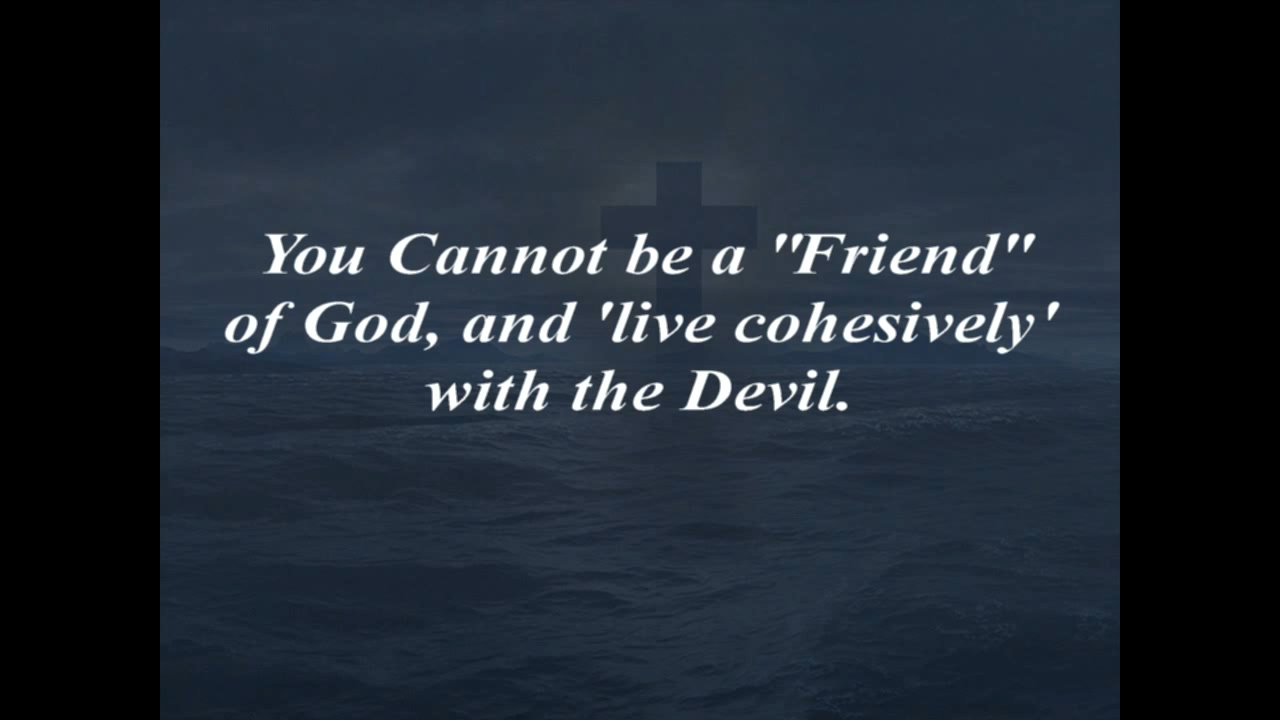 You Cannot be a "Friend"
of God, and 'live cohesively'
with the Devil.